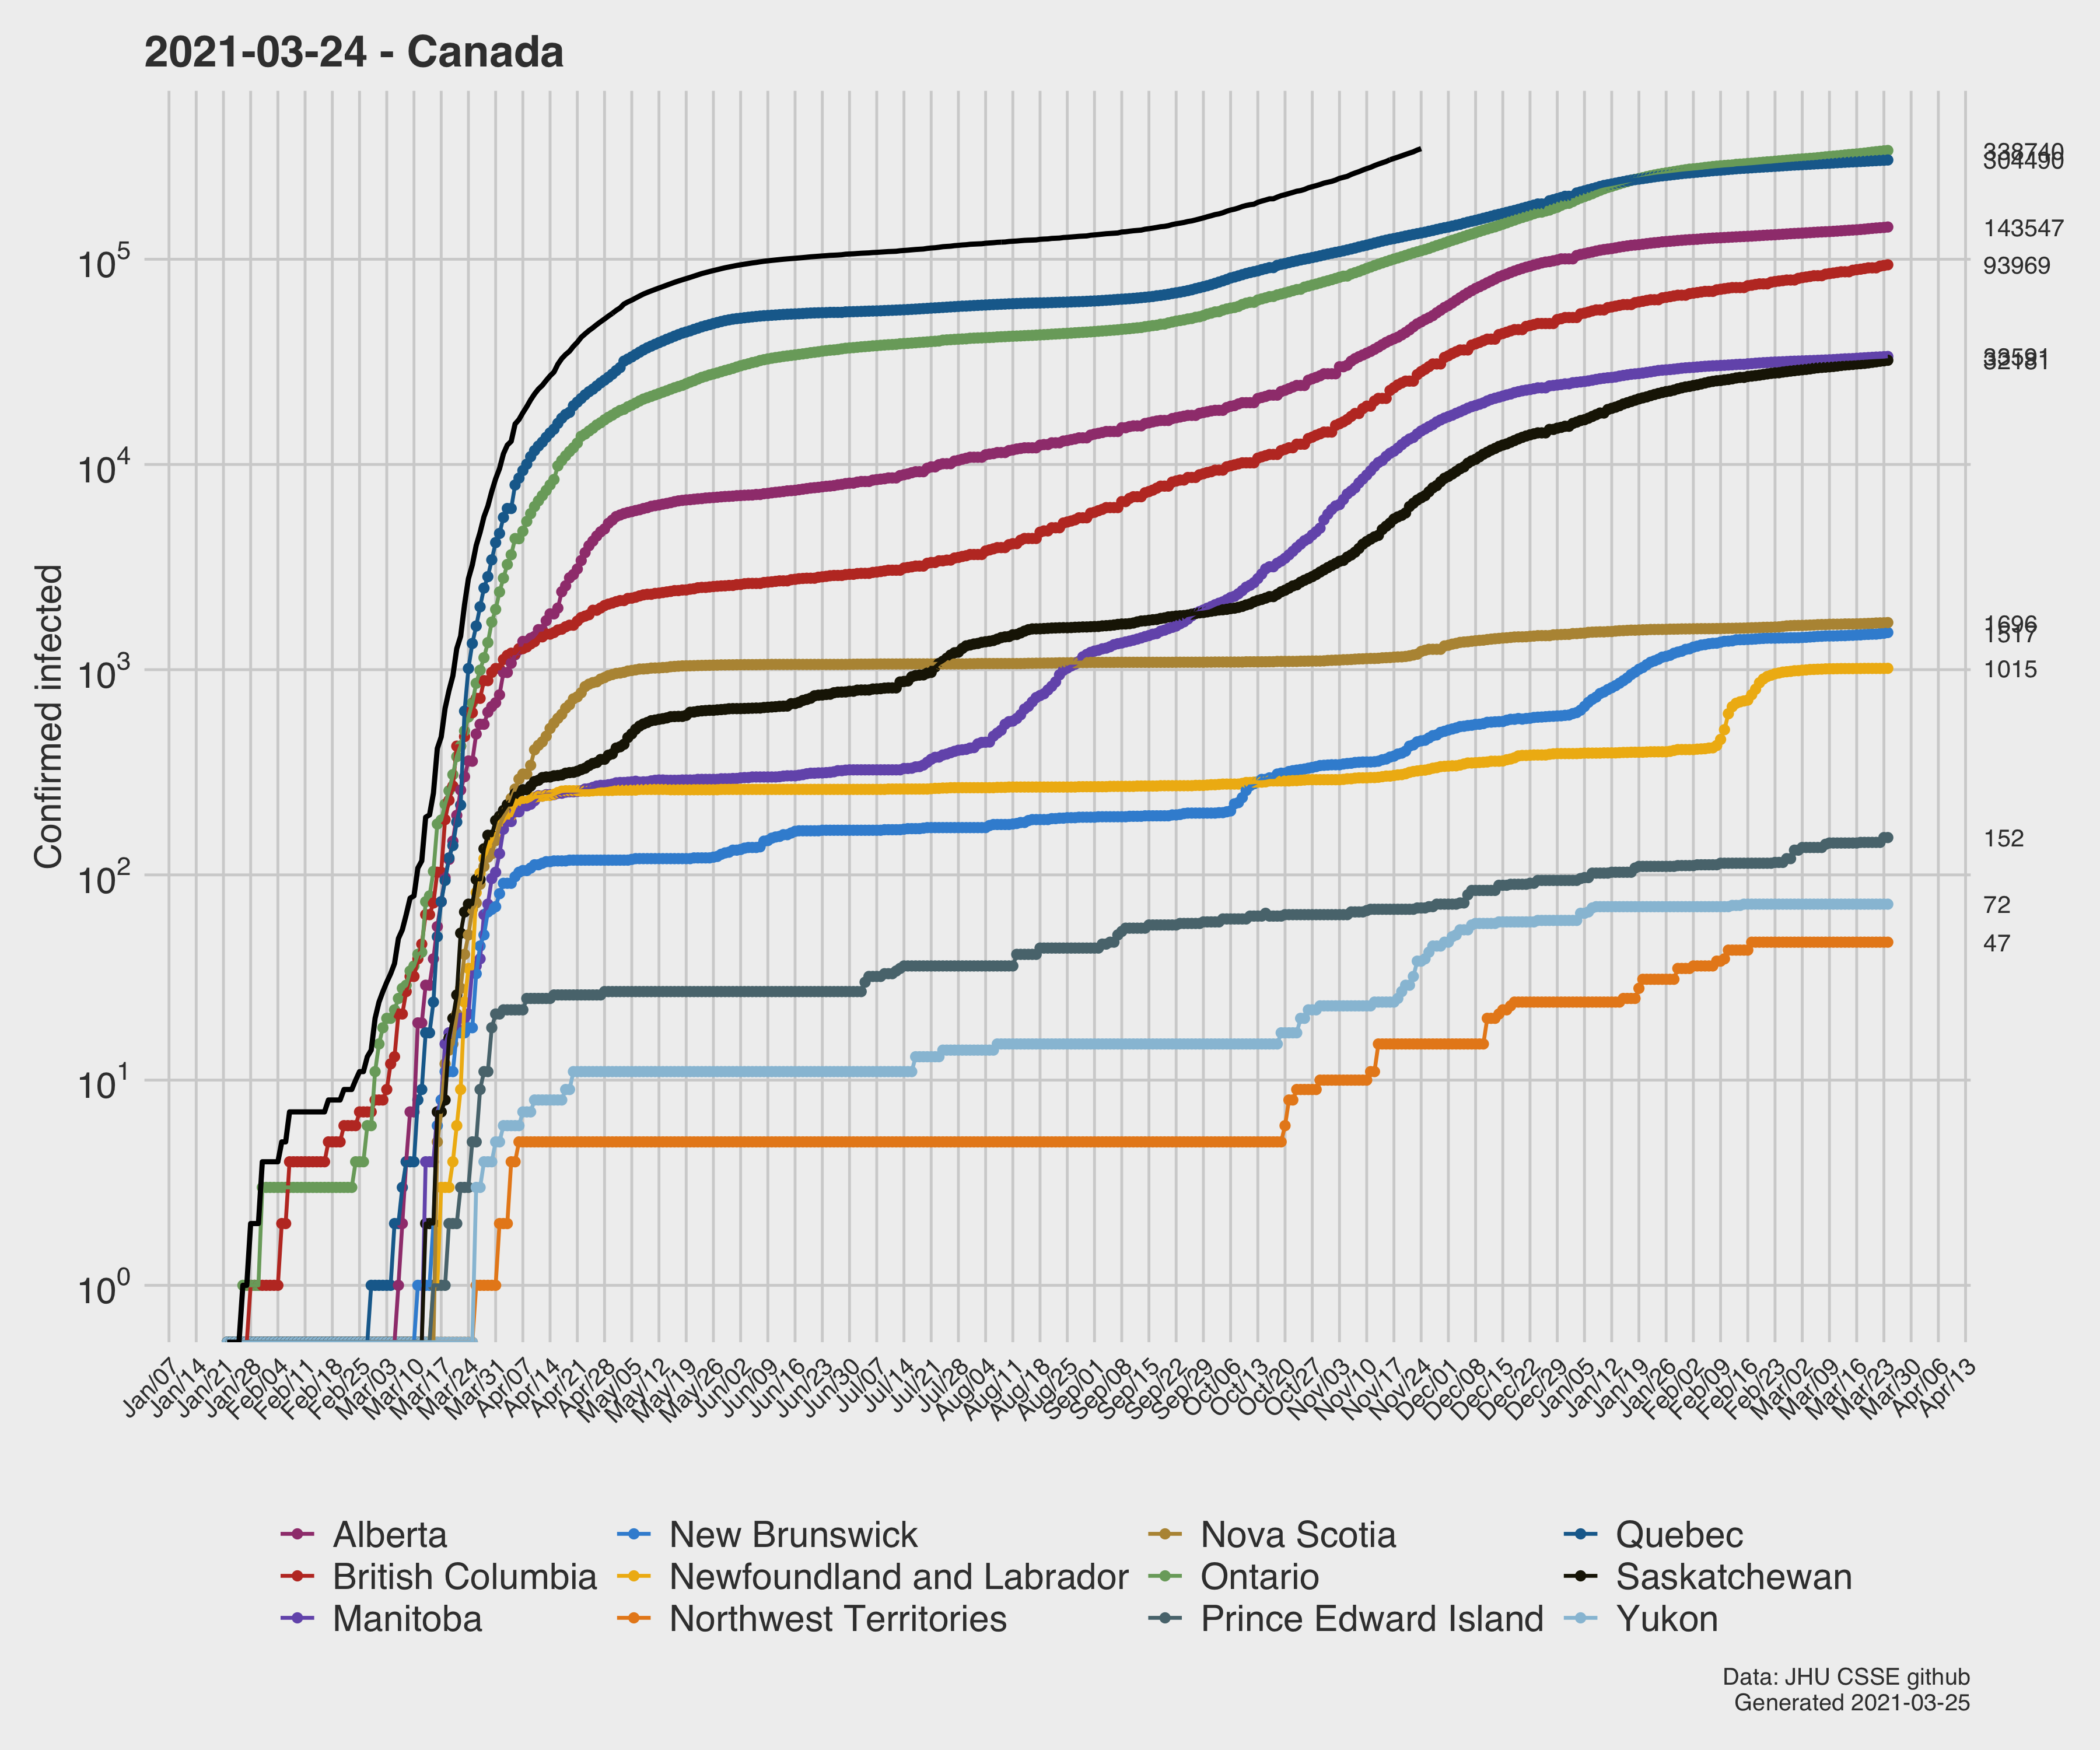 2021-03-24 - Canada
Confirmed infected
10^5
10^4
10^3
10^2
10^1
10^0
304490
143547
93969
32181
1696
1517
1015
152
72
47
Jan/07
Jan/14
Jan/21
Jan/28
Feb/04
Feb/11
Feb/18
Feb/25
Mar/03
Mar/10
Mar/17
Mar/24
Mar/31
Apr/07
Apr/14
Apr/21
Apr/28
May/05
May/12
May/19
May/26
Jun/02
Jun/09
Jun/16
Jun/23
Jun/30
Jul/07
Jul/14
Jul/21
Jul/28
Aug/04
Aug/11
Aug/18
Aug/25
Sep/01
Sep/08
Sep/15
Sep/22
Sep/29
Oct/06
Oct/13
Oct/20
Oct/27
Nov/03
Nov/10
Nov/17
Nov/24
Dec/01
Dec/08
Dec/15
Dec/22
Dec/29
Jan/05
Jan/12
Jan/19
Jan/26
Feb/02
Feb/09
Feb/16
Feb/23
Mar/02
Mar/09
Mar/16
Mar/23
Mar/30
Apr/06
Apr/13
Alberta
New Brunswick
Nova Scotia
Quebec
British Columbia
Newfoundland and Labrador
Ontario
Saskatchewan
Manitoba
Northwest Territories
Prince Edward Island
Yukon
Data: JHU CSSE github
Generated 2021-03-25